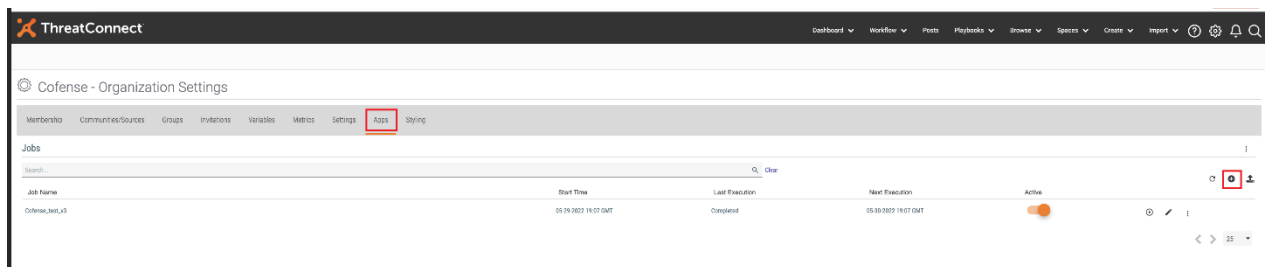 ThreatConnect
Dashboard Workflow Posts Playbooks Browse Spaces Create Import
Cofense - Organization Settings
Membership Communities/Sources Groups Invitations Variables Metrics Settings Apps Styling
Jobs
Search... Clear
Job Name Start Time Last Execution Next Execution Active
Cofense_test_v3 05-29-2022 19:07 GMT Completed 05-30-2022 19:07 GMT
25